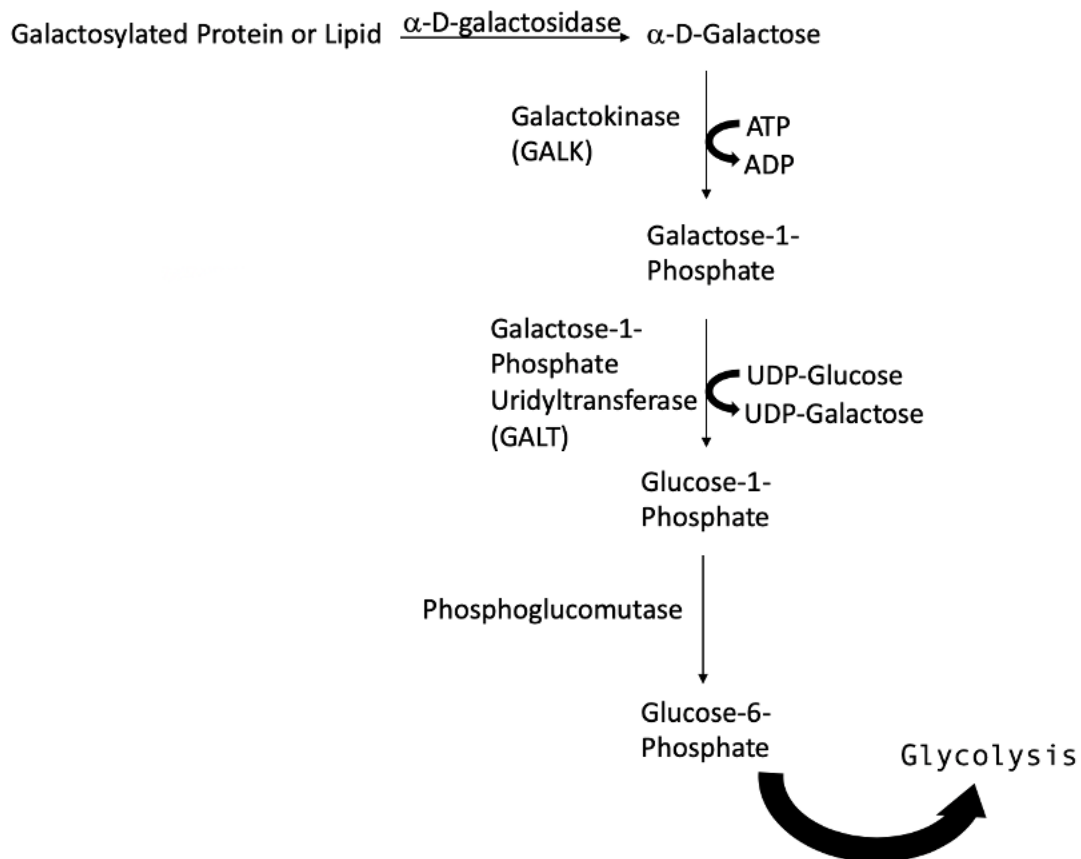 Galactosylated Protein or Lipid
α-D-galactosidase
α-D-Galactose
Galactokinase
(GALK)
ATP
ADP
Galactose-1-
Phosphate
Galactose-1-
Phosphate
Uridyltransferase
(GALT)
UDP-Glucose
UDP-Galactose
Glucose-1-
Phosphate
Phosphoglucomutase
Glucose-6-
Phosphate
Glycolysis